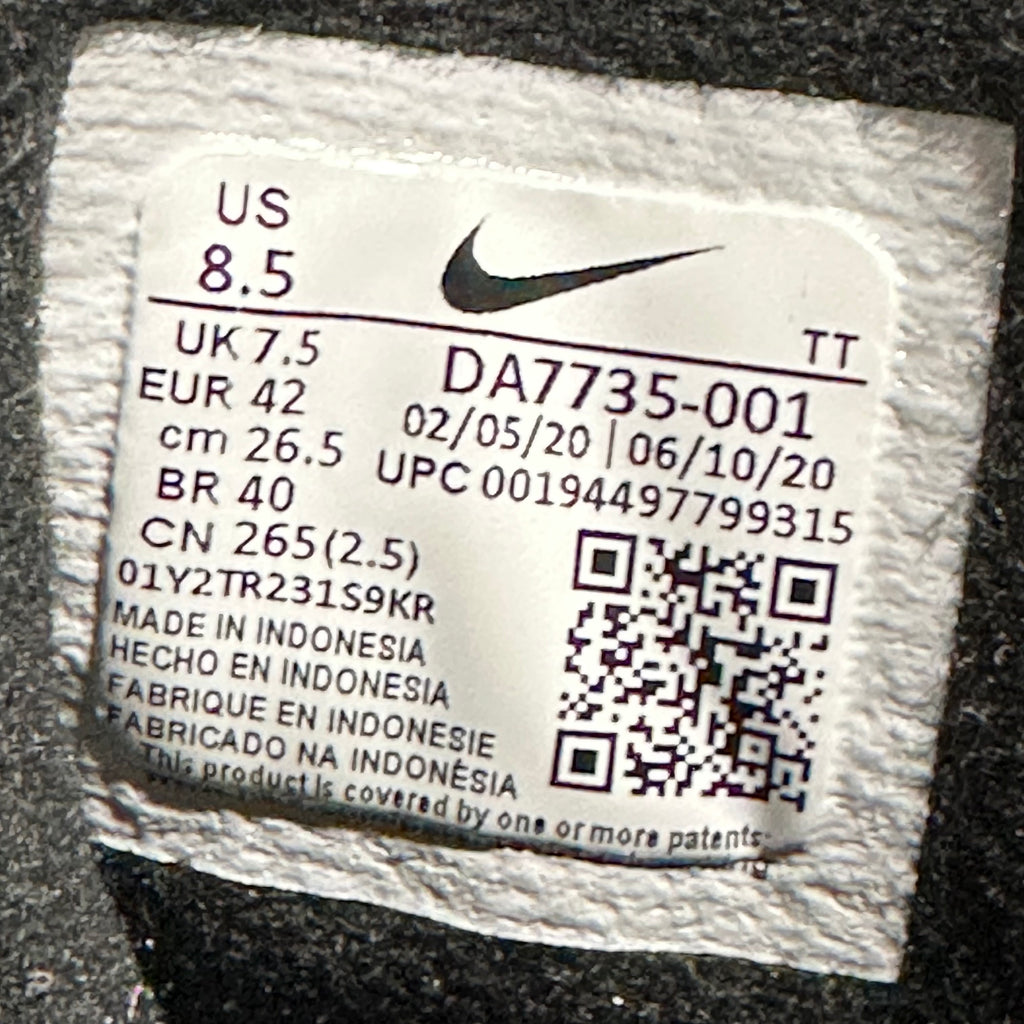 US
8.5
TT
UK 7.5
EUR 42
cm 26.5
BR 40
CN 265(2.5)
DA7735-001
02/05/20 | 06/10/20
UPC 00194497799315
01Y2TR231S9KR
MADE IN INDONESIA
HECHO EN INDONESIA
FABRIQUE EN INDONESIE
FABRICADO NA INDONÉSIA
This product is covered by one or more patents: